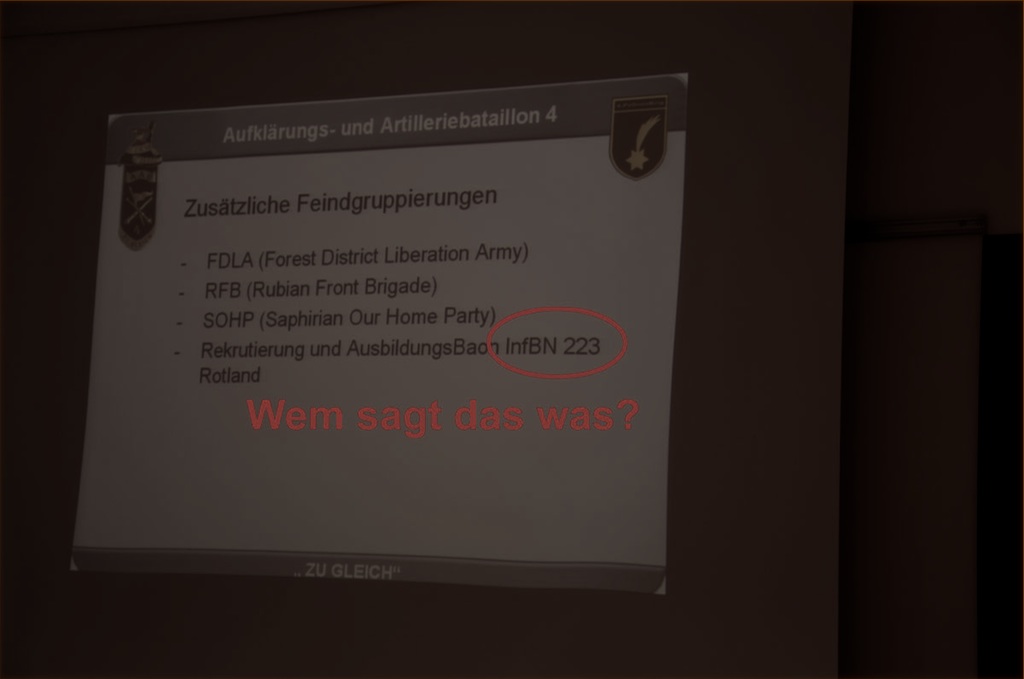 Aufklärungs- und Artilleriebataillon 4
Zusätzliche Feindgruppierungen
- FDLA (Forest District Liberation Army)
- RFB (Rubian Front Brigade)
- SOHP (Saphirian Our Home Party)
- Rekrutierung und AusbildungsBaon InfBN 223
Rotland
Wem sagt das was?
„ ZU GLEICH“